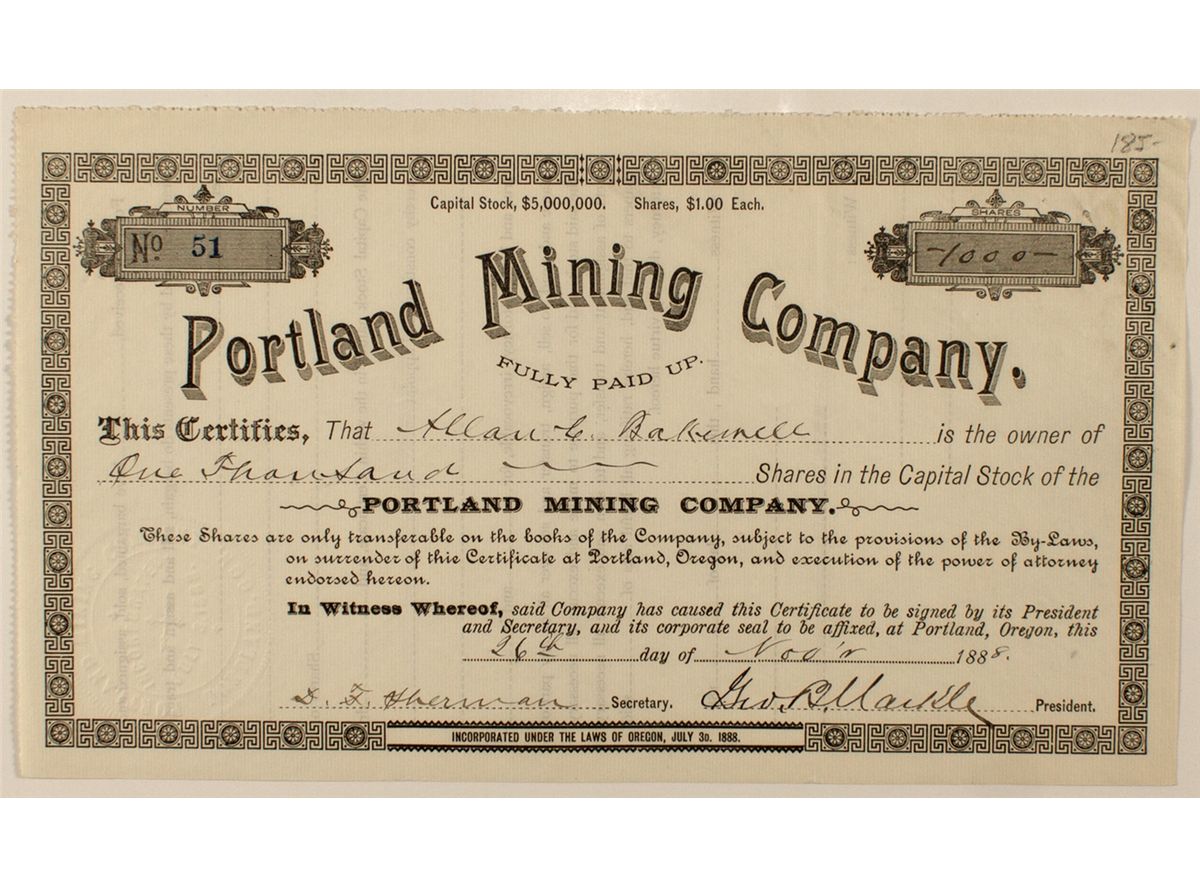 185-
Capital Stock, $5,000,000. Shares, $1.00 Each.
NUMBER
No 51
SHARES
-1000-
Portland Mining Company.
FULLY PAID UP.
This Certifies, That Allan C. Bakewell is the owner of
One Thousand Shares in the Capital Stock of the
PORTLAND MINING COMPANY.
These Shares are only transferable on the books of the Company, subject to the provisions of the By-Laws,
on surrender of this Certificate at Portland, Oregon, and execution of the power of attorney
endorsed hereon.
In Witness Whereof, said Company has caused this Certificate to be signed by its President
and Secretary, and its corporate seal to be affixed, at Portland, Oregon, this
26th day of Nov'r 1888.
D. F. Sherman Secretary. Geo. B. Markle President.
INCORPORATED UNDER THE LAWS OF OREGON, JULY 30. 1888.